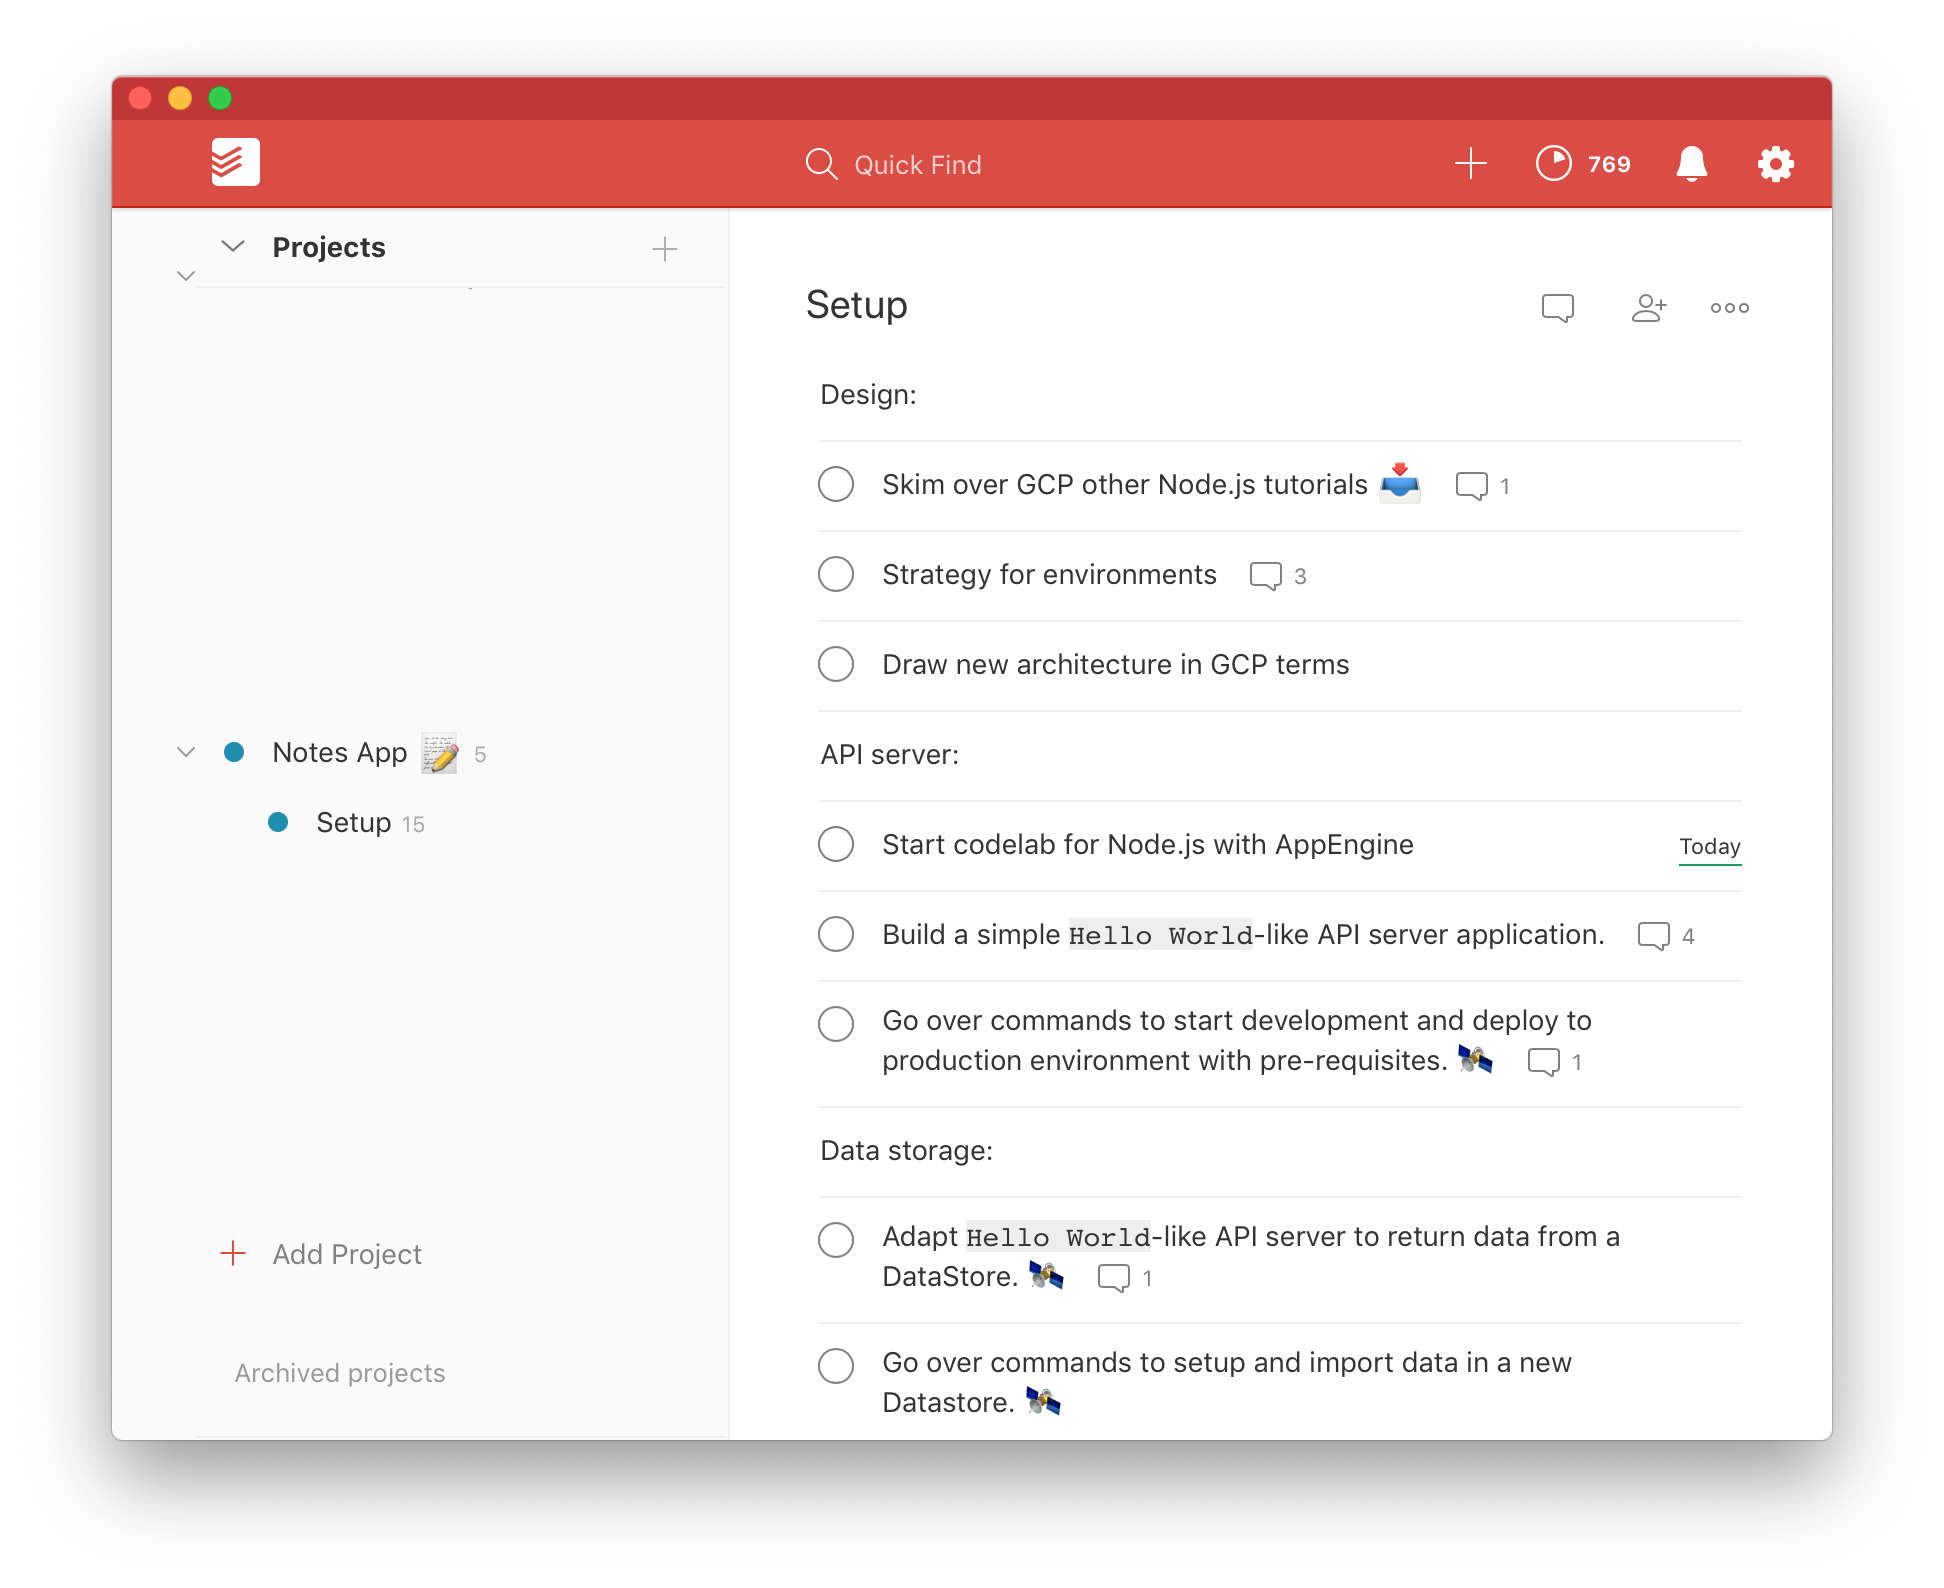 Quick Find
769
Projects
Notes App 5
Setup 15
Add Project
Archived projects
Setup
Design:
Skim over GCP other Node.js tutorials 1
Strategy for environments 3
Draw new architecture in GCP terms
API server:
Start codelab for Node.js with AppEngine Today
Build a simple Hello World-like API server application. 4
Go over commands to start development and deploy to
production environment with pre-requisites. 1
Data storage:
Adapt Hello World-like API server to return data from a
DataStore. 1
Go over commands to setup and import data in a new
Datastore.